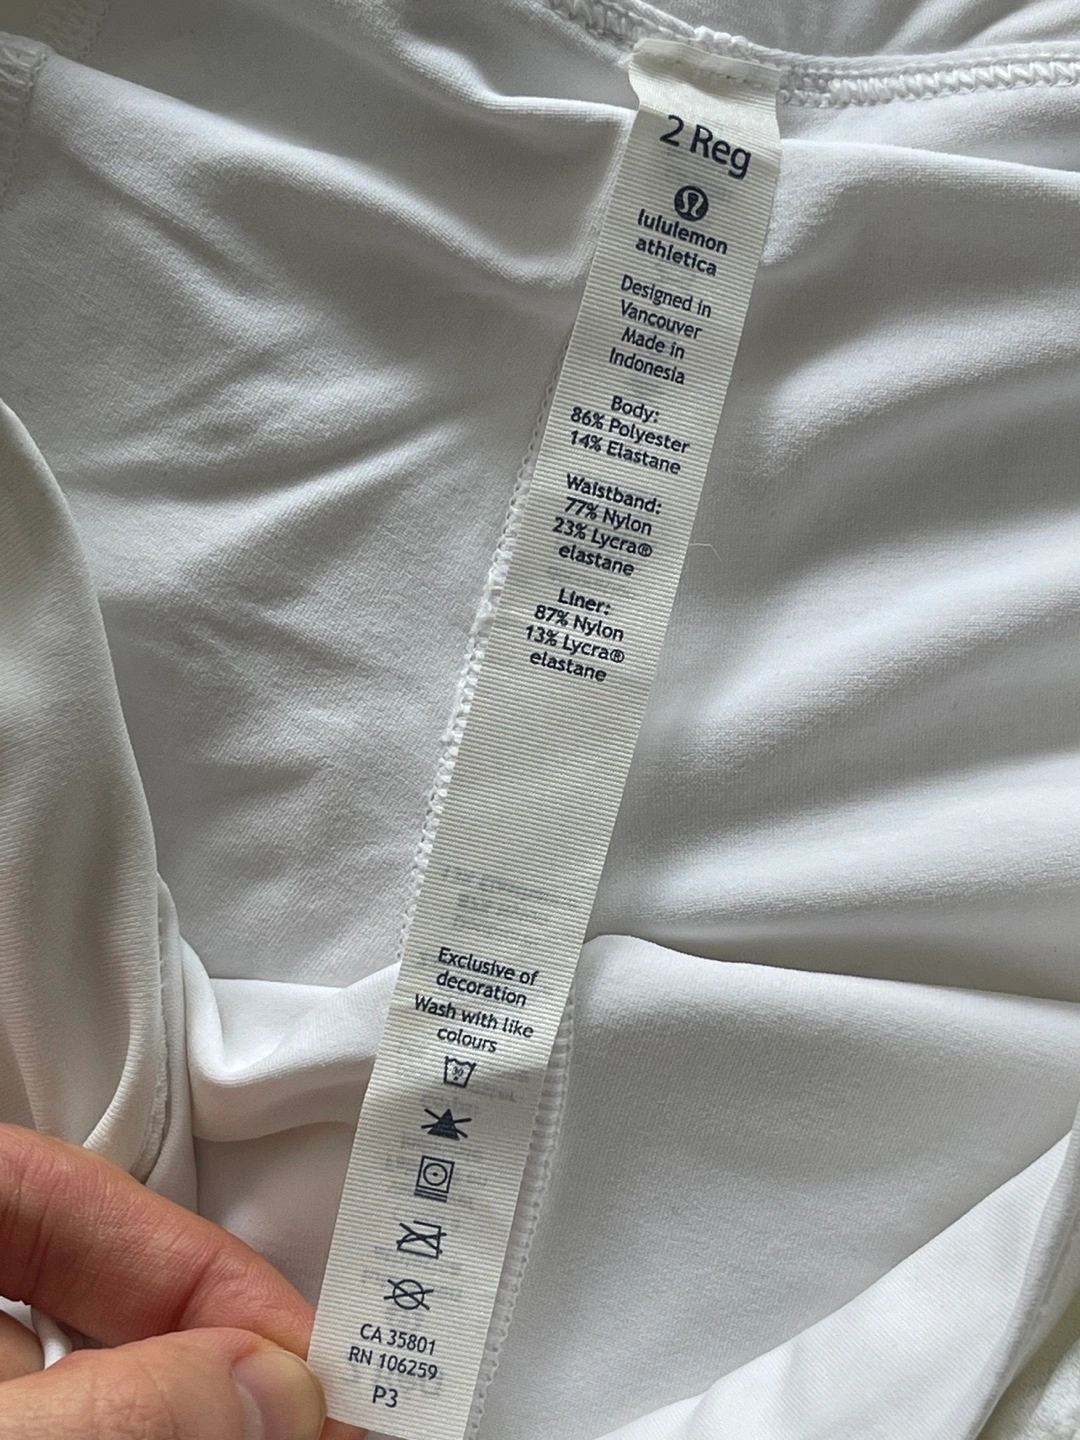 2 Reg
lululemon
athletica
Designed in
Vancouver
Made in
Indonesia
Body:
86% Polyester
14% Elastane
Waistband:
77% Nylon
23% Lycra®
elastane
Liner:
87% Nylon
13% Lycra®
elastane
Exclusive of
decoration
Wash with like
colours
30
CA 35801
RN 106259
P3